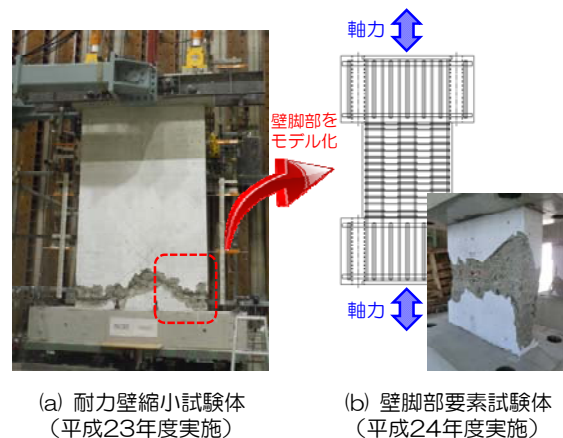 軸力
壁脚部を
モデル化
軸力
(a) 耐力壁縮小試験体
（平成23年度実施）
(b) 壁脚部要素試験体
（平成24年度実施）